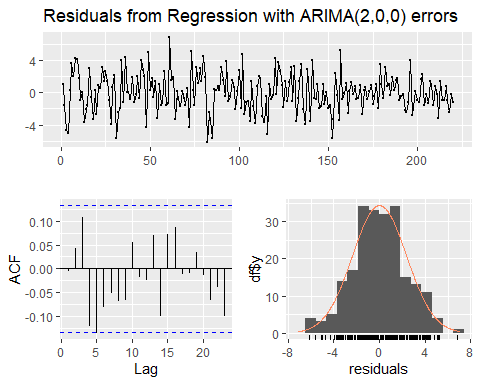 Residuals from Regression with ARIMA(2,0,0) errors
4
0
-4
0 50 100 150 200
ACF
0.10
0.05
0.00
-0.05
-0.10
0 5 10 15 20
Lag
df$y
30
20
10
0
-8 -4 0 4 8
residuals